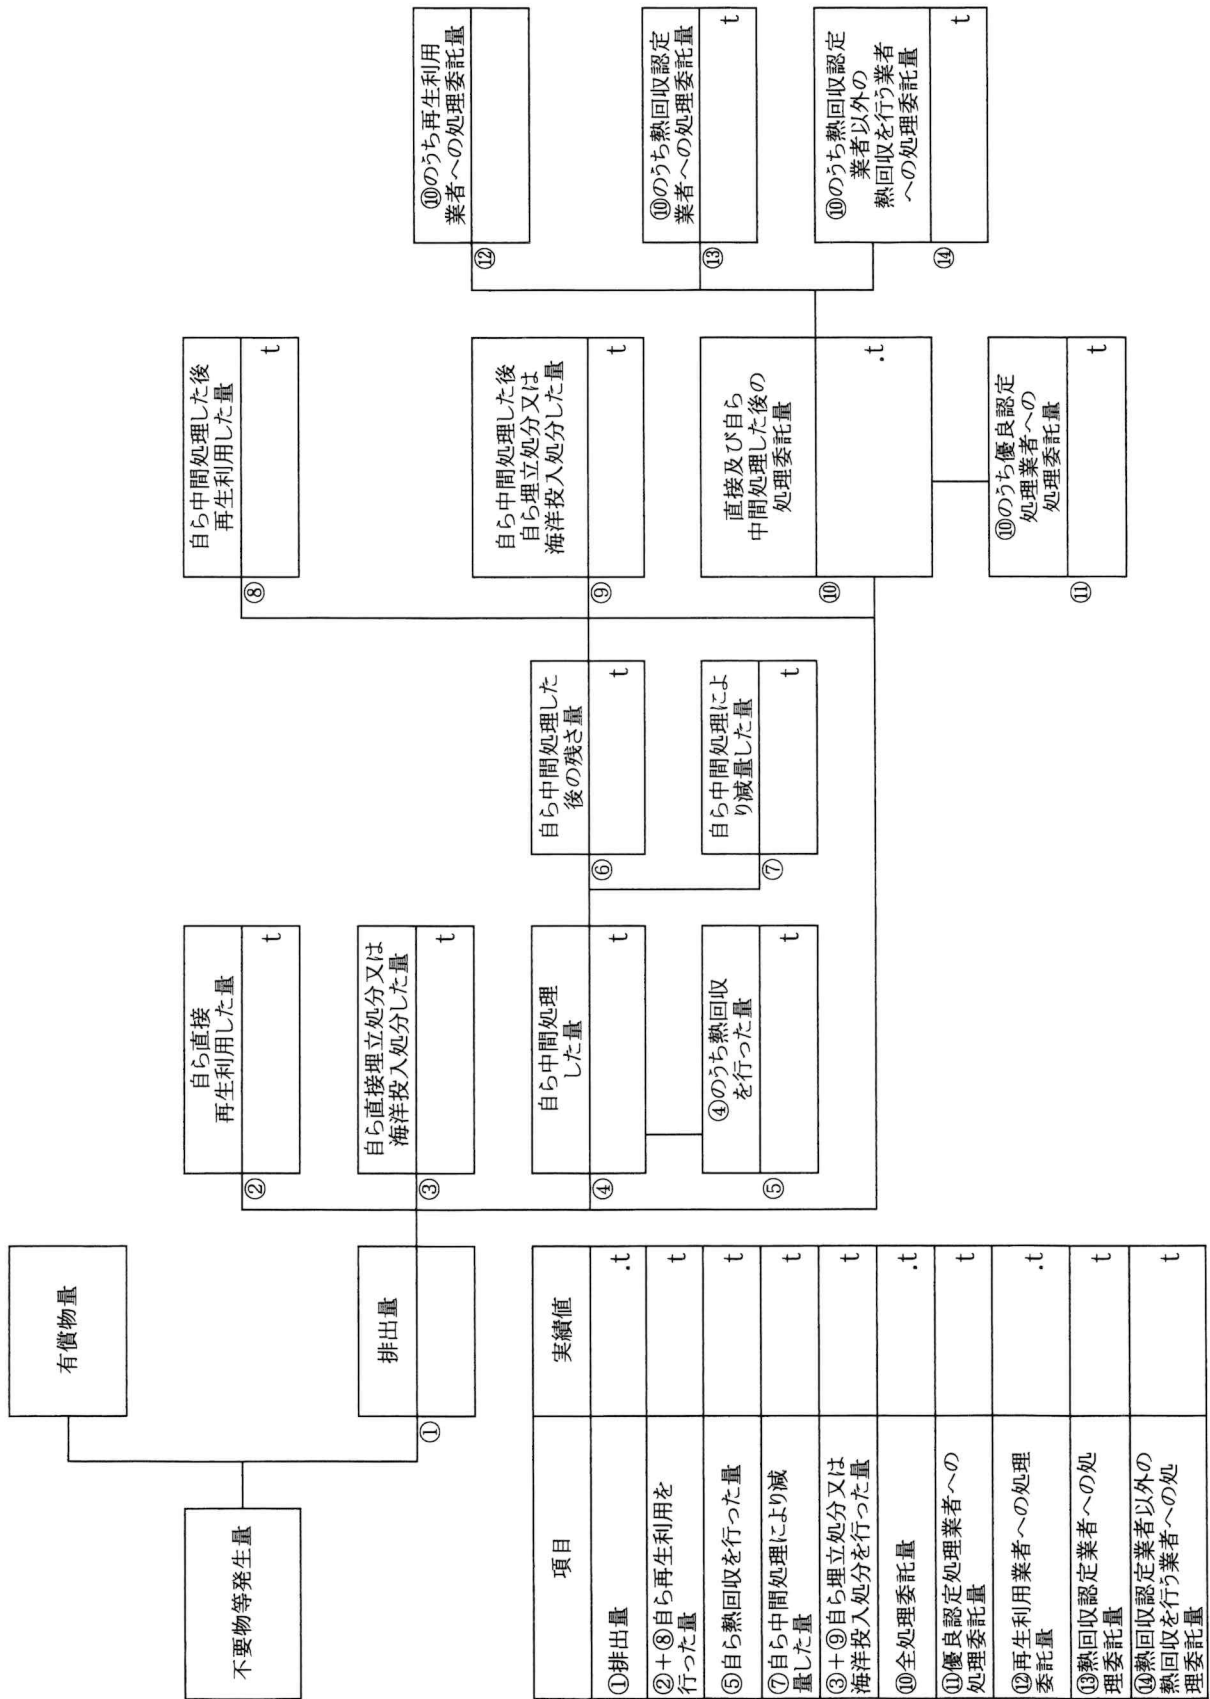 不要物等発生量
有償物量
①
排出量
②
自ら直接
再生利用した量
t
③
自ら直接埋立処分又は
海洋投入処分した量
t
④
自ら中間処理
した量
t
⑤
④のうち熱回収
を行った量
t
⑥
自ら中間処理した
後の残さ量
t
⑦
自ら中間処理によ
り減量した量
t
⑧
自ら中間処理した後
再生利用した量
t
⑨
自ら中間処理した後
自ら埋立処分又は
海洋投入処分した量
t
⑩
直接及び自ら
中間処理した後の
処理委託量
.t
⑪
⑩のうち優良認定
処理業者への
処理委託量
t
⑫
⑩のうち再生利用
業者への処理委託量
⑬
⑩のうち熱回収認定
業者への処理委託量
t
⑭
⑩のうち熱回収認定
業者以外の
熱回収を行う業者
への処理委託量
t
項目 実績値
①排出量 .t
②+⑧自ら再生利用を
行った量 t
⑤自ら熱回収を行った量 t
⑦自ら中間処理により減
量した量 t
③+⑨自ら埋立処分又は
海洋投入処分を行った量 t
⑩全処理委託量 .t
⑪優良認定処理業者への
処理委託量 t
⑫再生利用業者への処理
委託量 .t
⑬熱回収認定業者への処
理委託量 t
⑭熱回収認定業者以外の
熱回収を行う業者への処
理委託量 t